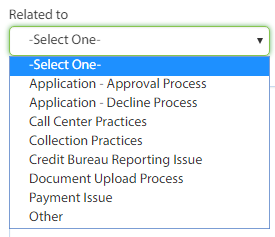 Related to
-Select One-
-Select One-
Application - Approval Process
Application - Decline Process
Call Center Practices
Collection Practices
Credit Bureau Reporting Issue
Document Upload Process
Payment Issue
Other